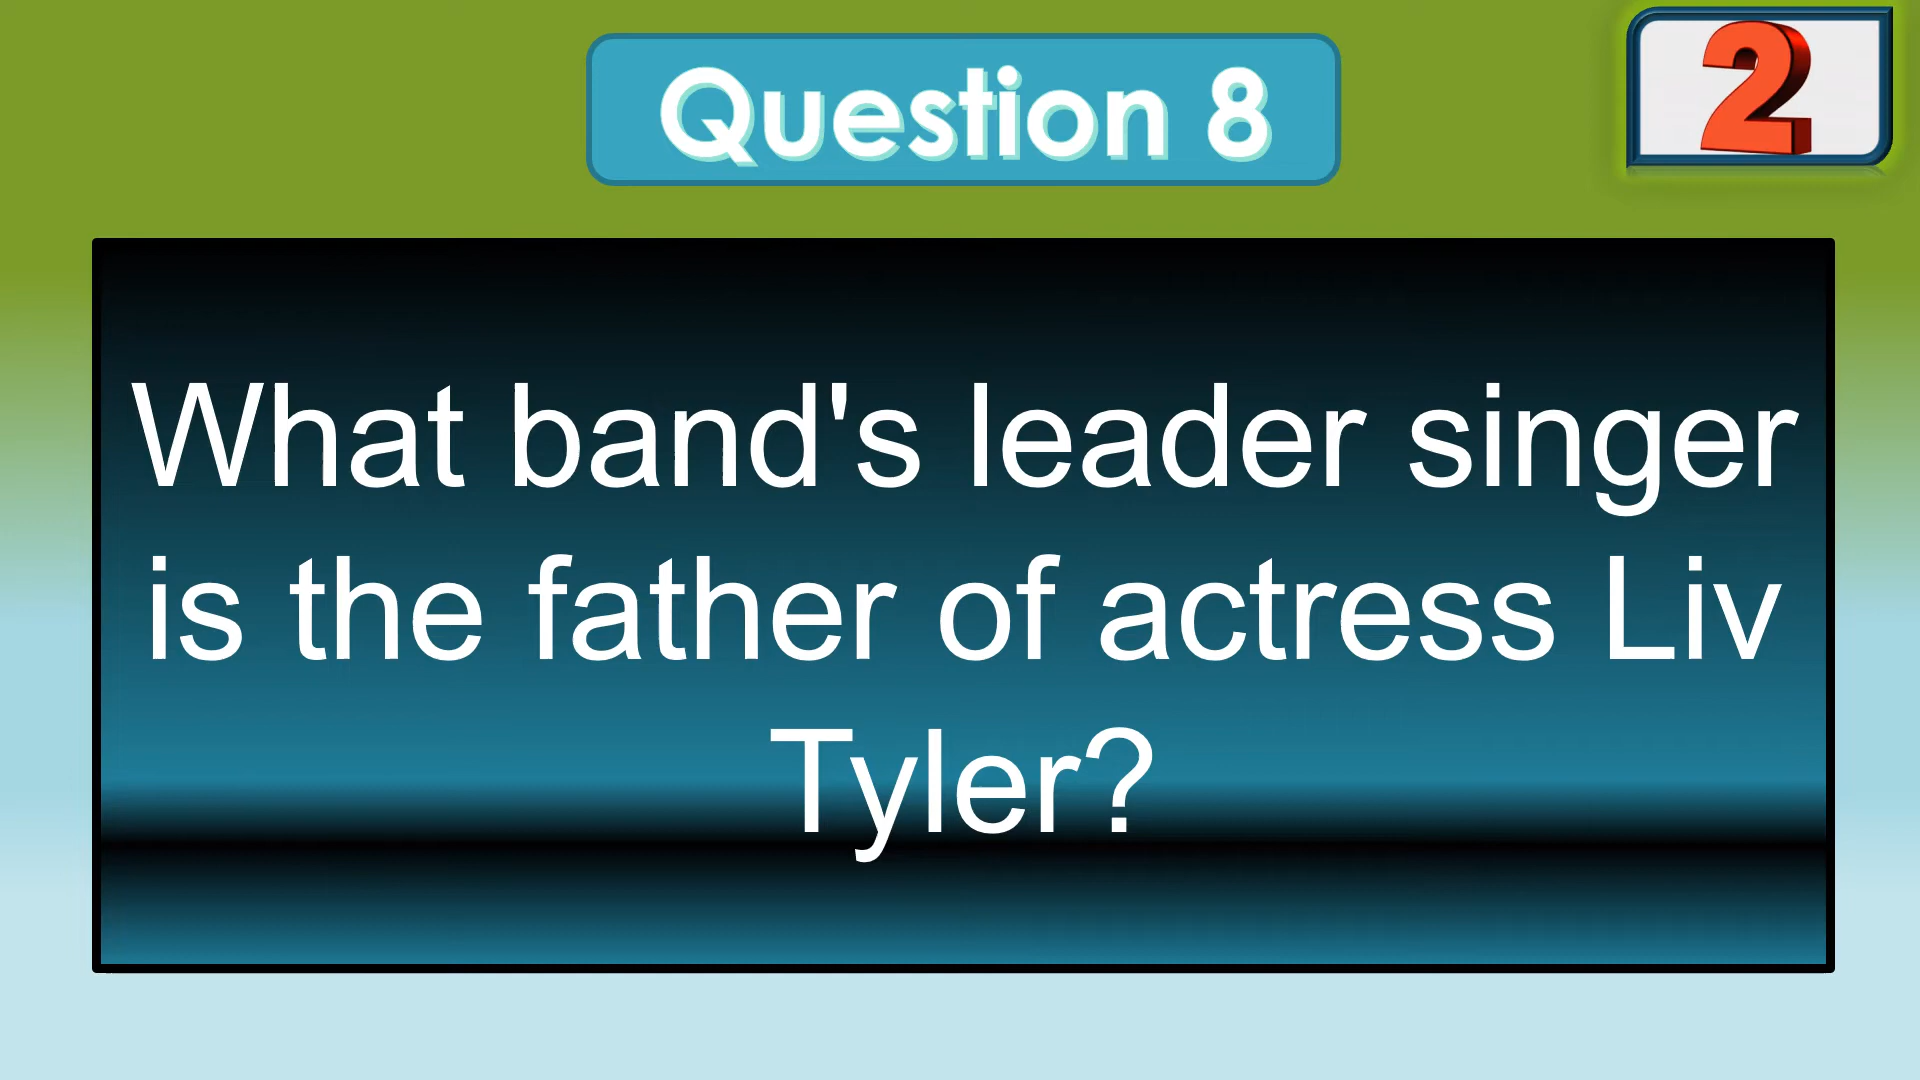 Question 8
2
What band's leader singer
is the father of actress Liv
Tyler?